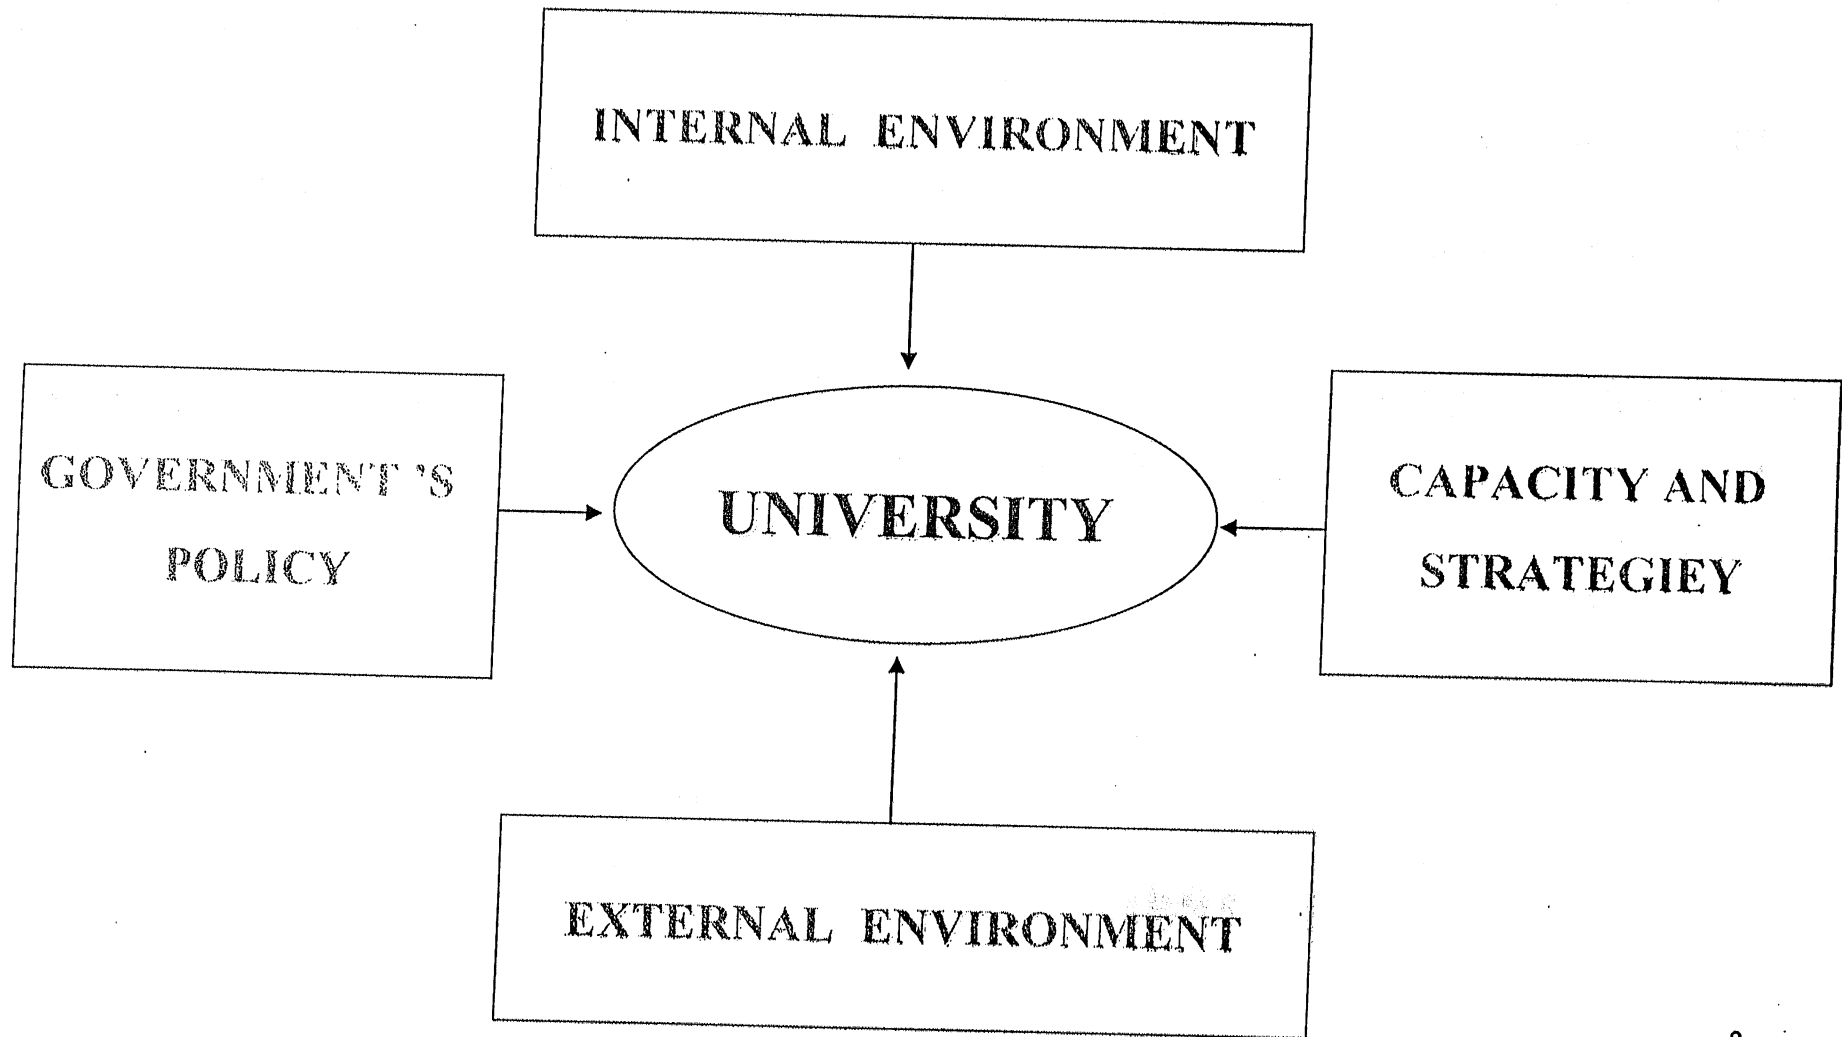 INTERNAL ENVIRONMENT
GOVERNMENT 'S
POLICY
UNIVERSITY
CAPACITY AND
STRATEGIEY
EXTERNAL ENVIRONMENT